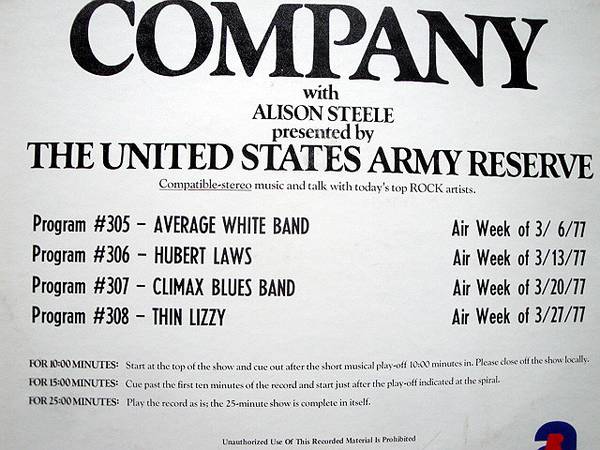 COMPANY
with
ALISON STEELE
presented by
THE UNITED STATES ARMY RESERVE
Compatible-stereo music and talk with today's top ROCK artists.
Program #305 – AVERAGE WHITE BAND Air Week of 3/ 6/77
Program #306 – HUBERT LAWS Air Week of 3/13/77
Program #307 – CLIMAX BLUES BAND Air Week of 3/20/77
Program #308 – THIN LIZZY Air Week of 3/27/77
FOR 10:00 MINUTES: Start at the top of the show and cue out after the short musical play-off 10:00 minutes in. Please close off the show locally.
FOR 15:00 MINUTES: Cue past the first ten minutes of the record and start just after the play-off indicated at the spiral.
FOR 25:00 MINUTES: Play the record as is; the 25-minute show is complete in itself.
Unauthorized Use Of This Recorded Material Is Prohibited